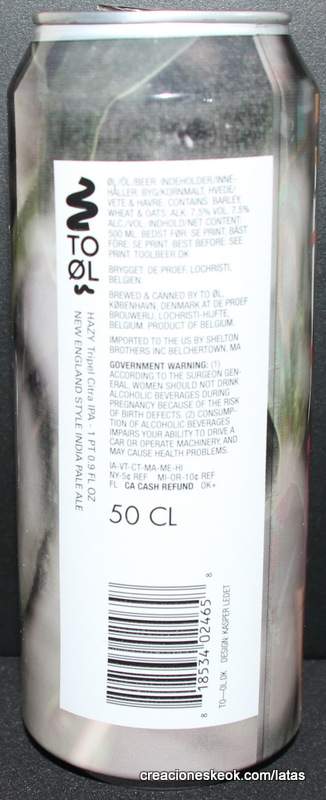 TO
ØL
HAZY Tripel Citra IPA - 1 PT 0.9 FL OZ
NEW ENGLAND STYLE INDIA PALE ALE
ØL/ÖL/BEER. INDEHOLDER/INNE-
HÅLLER: BYG/KORNMALT, HVEDE/
VETE & HAVRE. CONTAINS: BARLEY,
WHEAT & OATS. ALK. 7,5% VOL. 7,5%
ALC./VOL. INDHOLD/NET CONTENT:
500 ML. BEDST FØR: SE PRINT. BÄST
FÖRE: SE PRINT. BEST BEFORE: SEE
PRINT. TOOLBEER.DK
BRYGGET: DE PROEF, LOCHRISTI,
BELGIEN.
BREWED & CANNED BY TO ØL,
KØBENHAVN, DENMARK AT DE PROEF
BROUWERIJ, LOCHRISTI-HIJFTE,
BELGIUM. PRODUCT OF BELGIUM.
IMPORTED TO THE US BY SHELTON
BROTHERS INC BELCHERTOWN, MA
GOVERNMENT WARNING: (1)
ACCORDING TO THE SURGEON GEN-
ERAL, WOMEN SHOULD NOT DRINK
ALCOHOLIC BEVERAGES DURING
PREGNANCY BECAUSE OF THE RISK
OF BIRTH DEFECTS. (2) CONSUMP-
TION OF ALCOHOLIC BEVERAGES
IMPAIRS YOUR ABILITY TO DRIVE A
CAR OR OPERATE MACHINERY, AND
MAY CAUSE HEALTH PROBLEMS.
IA-VT-CT-MA-ME-HI
NY-5¢ REF MI-OR-10¢ REF
FL CA CASH REFUND OK+
50 CL
8 18534 02465 8
TO—OL.DK DESIGN: KASPER LEDET
creacioneskeok.com/latas